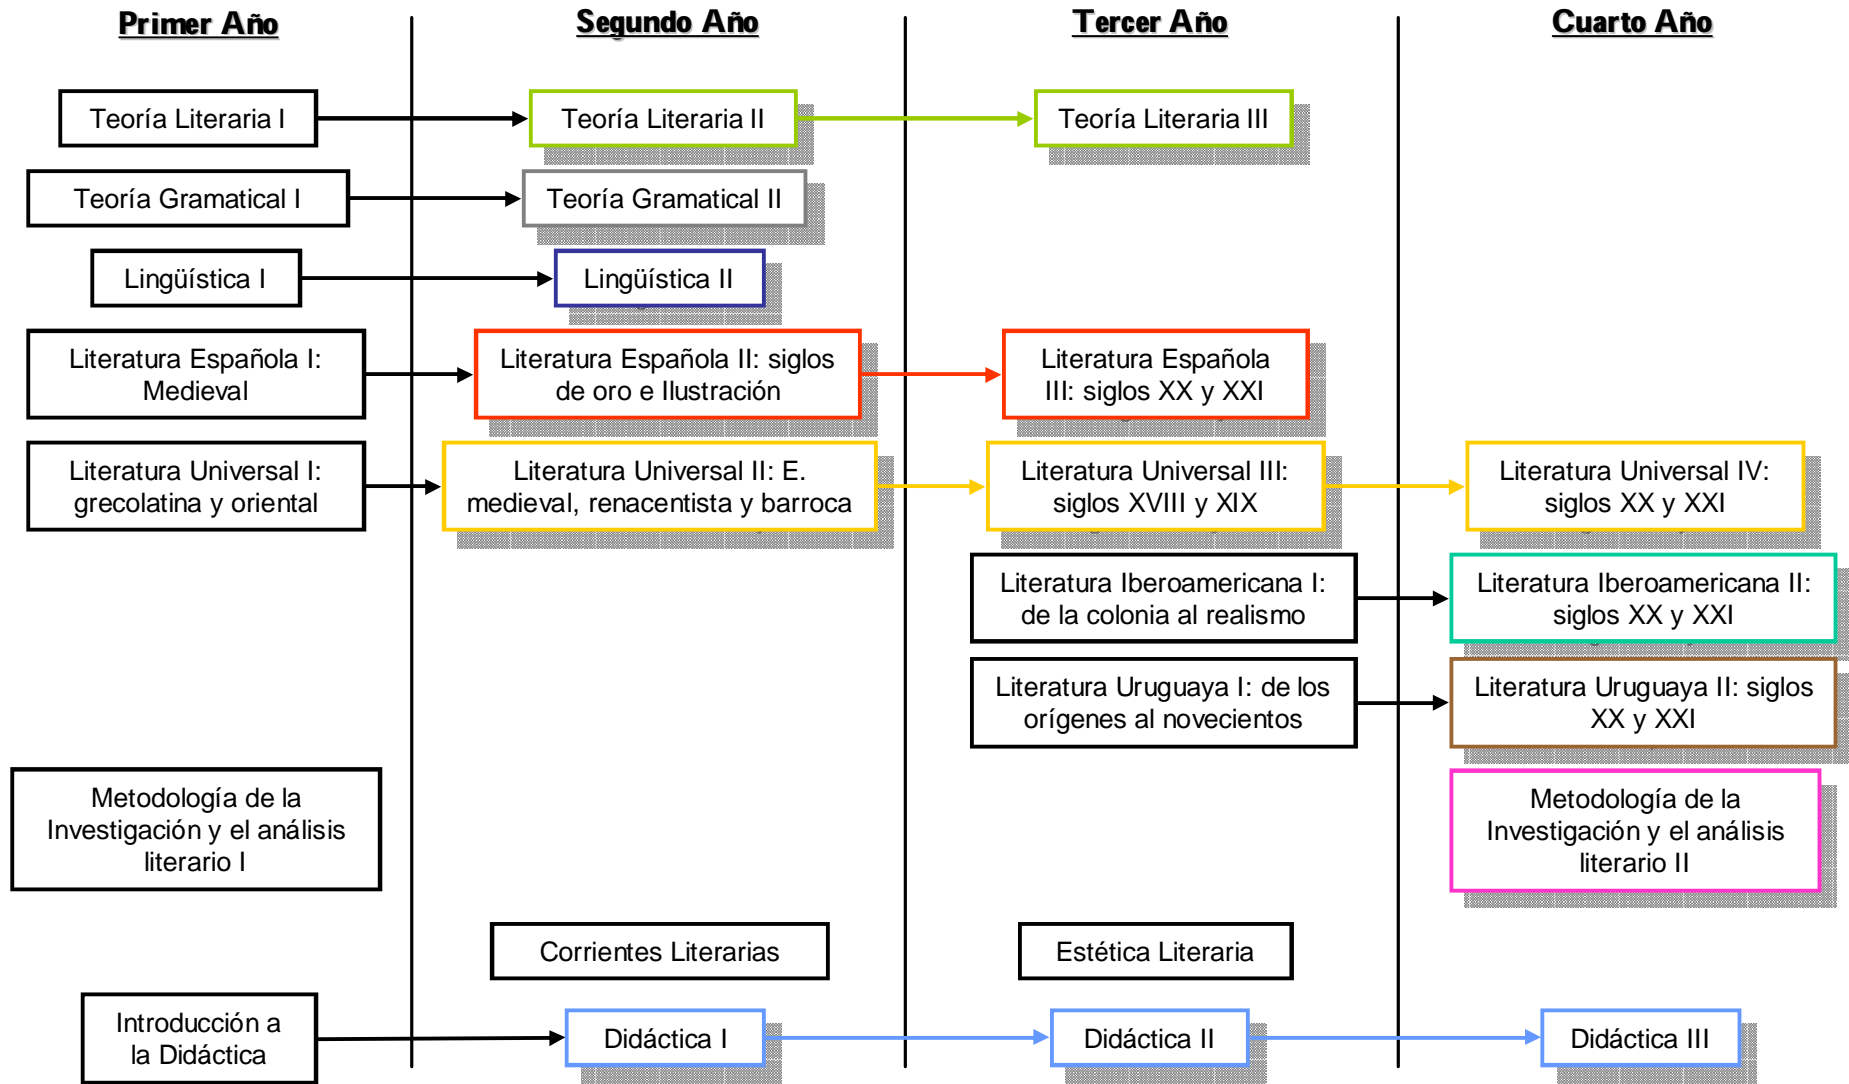 Primer Año
Segundo Año
Tercer Año
Cuarto Año
Teoría Literaria I
Teoría Literaria II
Teoría Literaria III
Teoría Gramatical I
Teoría Gramatical II
Lingüística I
Lingüística II
Literatura Española I:
Medieval
Literatura Española II: siglos
de oro e Ilustración
Literatura Española
III: siglos XX y XXI
Literatura Universal I:
grecolatina y oriental
Literatura Universal II: E.
medieval, renacentista y barroca
Literatura Universal III:
siglos XVIII y XIX
Literatura Universal IV:
siglos XX y XXI
Literatura Iberoamericana I:
de la colonia al realismo
Literatura Iberoamericana II:
siglos XX y XXI
Literatura Uruguaya I: de los
orígenes al novecientos
Literatura Uruguaya II: siglos
XX y XXI
Metodología de la
Investigación y el análisis
literario I
Metodología de la
Investigación y el análisis
literario II
Corrientes Literarias
Estética Literaria
Introducción a
la Didáctica
Didáctica I
Didáctica II
Didáctica III